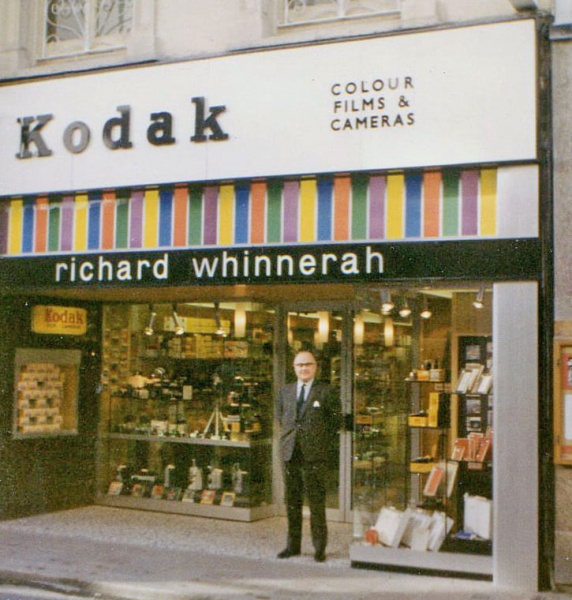 Kodak
COLOUR
FILMS &
CAMERAS
richard whinnerah
Kodak